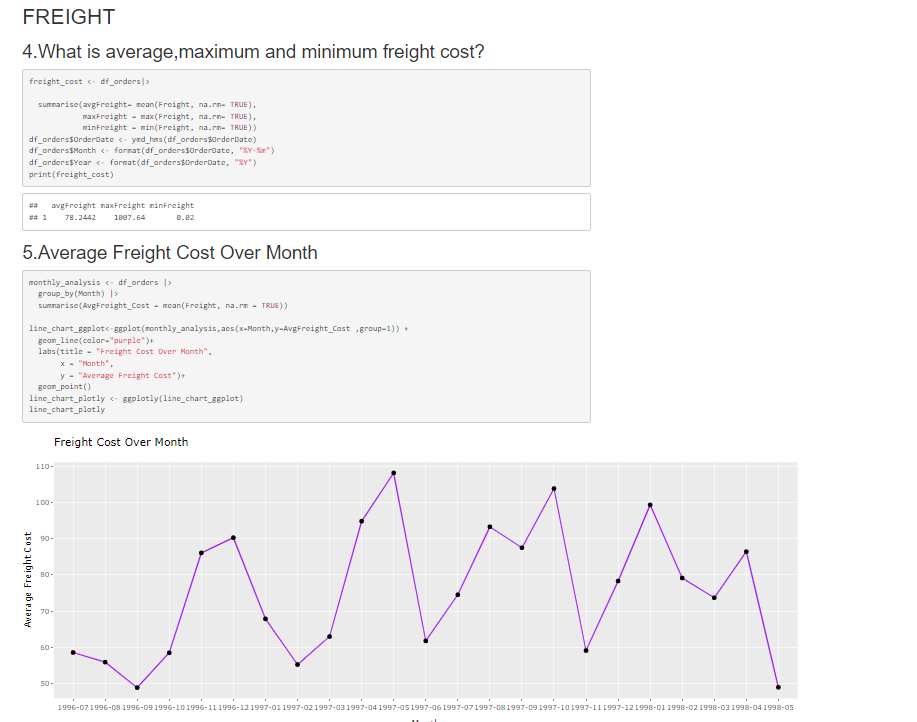 FREIGHT
4.What is average,maximum and minimum freight cost?
freight_cost <- df_orders|>
summarise(avgFreight= mean(Freight, na.rm= TRUE),
maxFreight = max(Freight, na.rm= TRUE),
minFreight = min(Freight, na.rm= TRUE))
df_orders$OrderDate <- ymd_hms(df_orders$OrderDate)
df_orders$Month <- format(df_orders$OrderDate, "%Y-%m")
df_orders$Year <- format(df_orders$OrderDate, "%Y")
print(freight_cost)
## avgFreight maxFreight minFreight
## 1 78.2442 1007.64 0.02
5.Average Freight Cost Over Month
monthly_analysis <- df_orders |>
group_by(Month) |>
summarise(AvgFreight_Cost = mean(Freight, na.rm = TRUE))
line_chart_ggplot<-ggplot(monthly_analysis,aes(x=Month,y=AvgFreight_Cost ,group=1)) +
geom_line(color="purple")+
labs(title = "Freight Cost Over Month",
x = "Month",
y = "Average Freight Cost")+
geom_point()
line_chart_plotly <- ggplotly(line_chart_ggplot)
line_chart_plotly
Freight Cost Over Month
Average Freight Cost
110
100
90
80
70
60
50
1996-07 1996-08 1996-09 1996-10 1996-11 1996-12 1997-01 1997-02 1997-03 1997-04 1997-05 1997-06 1997-07 1997-08 1997-09 1997-10 1997-11 1997-12 1998-01 1998-02 1998-03 1998-04 1998-05